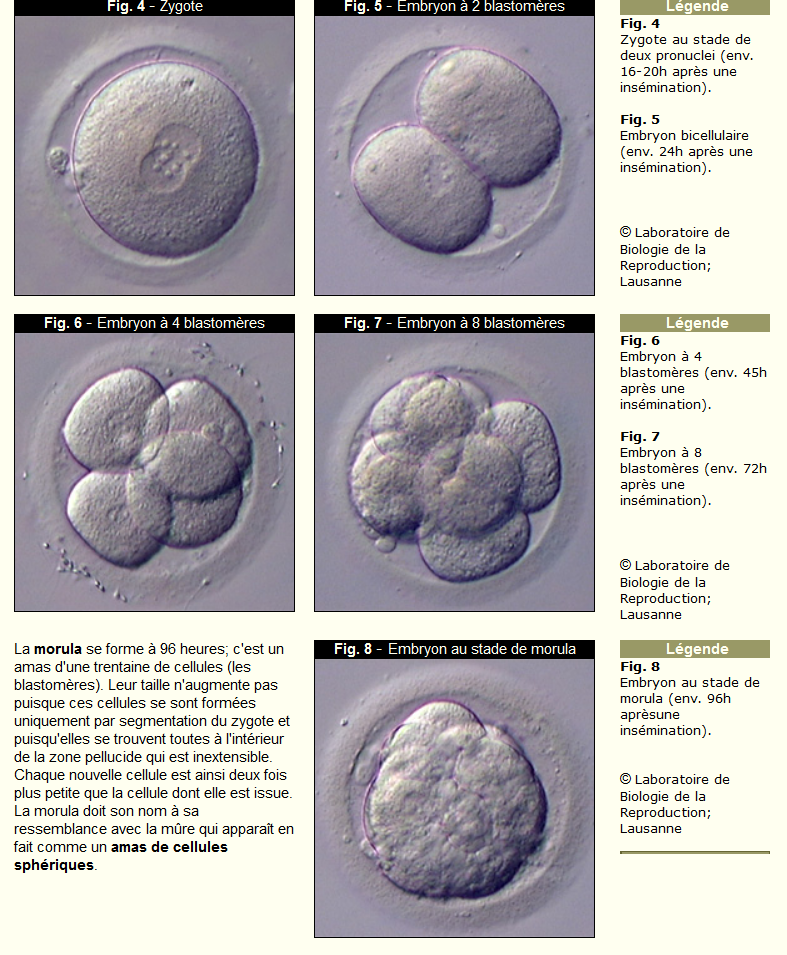 Fig. 4 - Zygote
Fig. 5 - Embryon à 2 blastomères
Légende
Fig. 4
Zygote au stade de
deux pronuclei (env.
16-20h après une
insémination).
Fig. 5
Embryon bicellulaire
(env. 24h après une
insémination).
© Laboratoire de
Biologie de la
Reproduction;
Lausanne
Fig. 6 - Embryon à 4 blastomères
Fig. 7 - Embryon à 8 blastomères
Légende
Fig. 6
Embryon à 4
blastomères (env. 45h
après une
insémination).
Fig. 7
Embryon à 8
blastomères (env. 72h
après une
insémination).
© Laboratoire de
Biologie de la
Reproduction;
Lausanne
La morula se forme à 96 heures; c'est un
amas d'une trentaine de cellules (les
blastomères). Leur taille n'augmente pas
puisque ces cellules se sont formées
uniquement par segmentation du zygote et
puisqu'elles se trouvent toutes à l'intérieur
de la zone pellucide qui est inextensible.
Chaque nouvelle cellule est ainsi deux fois
plus petite que la cellule dont elle est issue.
La morula doit son nom à sa
ressemblance avec la mûre qui apparaît en
fait comme un amas de cellules
sphériques.
Fig. 8 - Embryon au stade de morula
Légende
Fig. 8
Embryon au stade de
morula (env. 96h
aprèsune
insémination).
© Laboratoire de
Biologie de la
Reproduction;
Lausanne